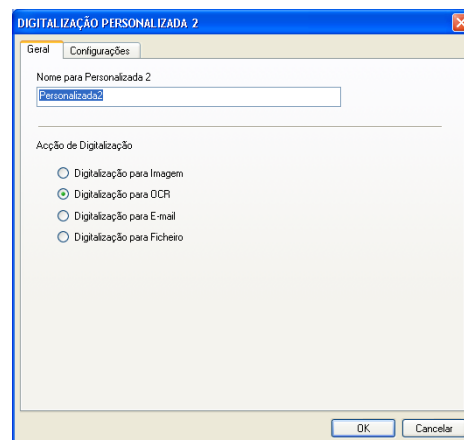 DIGITALIZAÇÃO PERSONALIZADA 2
Geral Configurações
Nome para Personalizada 2
Personalizada2
Acção de Digitalização
Digitalização para Imagem
Digitalização para OCR
Digitalização para E-mail
Digitalização para Ficheiro
OK Cancelar